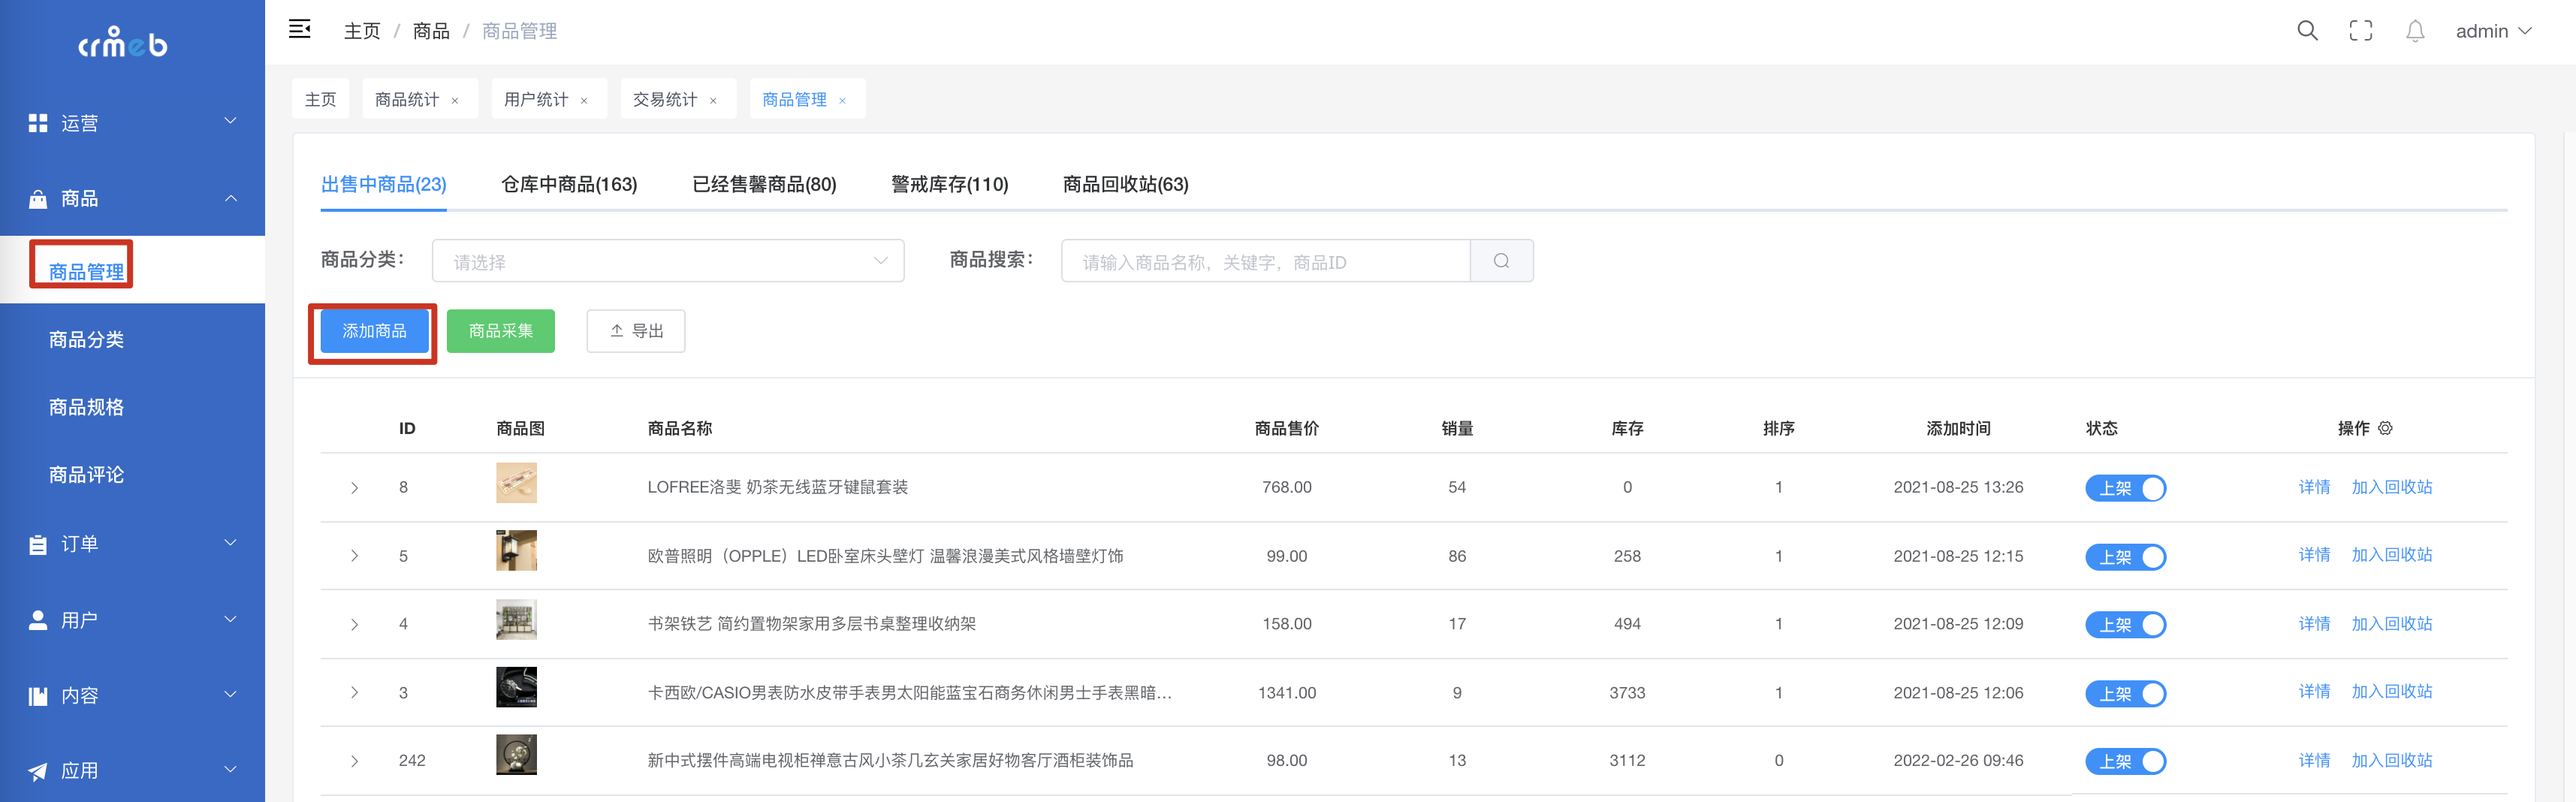 crmeb
主页 / 商品 / 商品管理
admin
主页 商品统计 × 用户统计 × 交易统计 × 商品管理 ×
运营
商品
商品管理
商品分类
商品规格
商品评论
订单
用户
内容
应用
出售中商品(23) 仓库中商品(163) 已经售馨商品(80) 警戒库存(110) 商品回收站(63)
商品分类： 请选择 商品搜索： 请输入商品名称，关键字，商品ID
添加商品 商品采集 导出
ID 商品图 商品名称 商品售价 销量 库存 排序 添加时间 状态 操作
8 LOFREE洛斐 奶茶无线蓝牙键鼠套装 768.00 54 0 1 2021-08-25 13:26 上架 详情 加入回收站
5 欧普照明（OPPLE）LED卧室床头壁灯 温馨浪漫美式风格墙壁灯饰 99.00 86 258 1 2021-08-25 12:15 上架 详情 加入回收站
4 书架铁艺 简约置物架家用多层书桌整理收纳架 158.00 17 494 1 2021-08-25 12:09 上架 详情 加入回收站
3 卡西欧/CASIO男表防水皮带手表男太阳能蓝宝石商务休闲男士手表黑暗... 1341.00 9 3733 1 2021-08-25 12:06 上架 详情 加入回收站
242 新中式摆件高端电视柜禅意古风小茶几玄关家居好物客厅酒柜装饰品 98.00 13 3112 0 2022-02-26 09:46 上架 详情 加入回收站